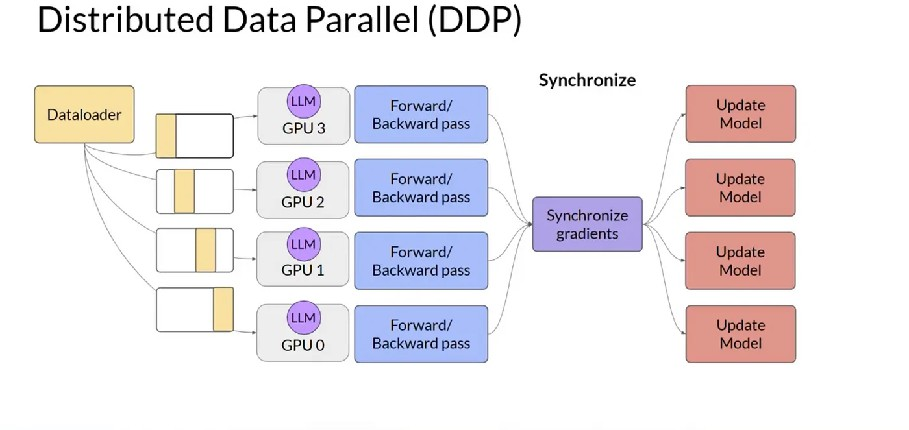 Distributed Data Parallel (DDP)
Synchronize
Dataloader
LLM
GPU 3
Forward/
Backward pass
Update
Model
LLM
GPU 2
Forward/
Backward pass
Update
Model
Synchronize
gradients
LLM
GPU 1
Forward/
Backward pass
Update
Model
LLM
GPU 0
Forward/
Backward pass
Update
Model